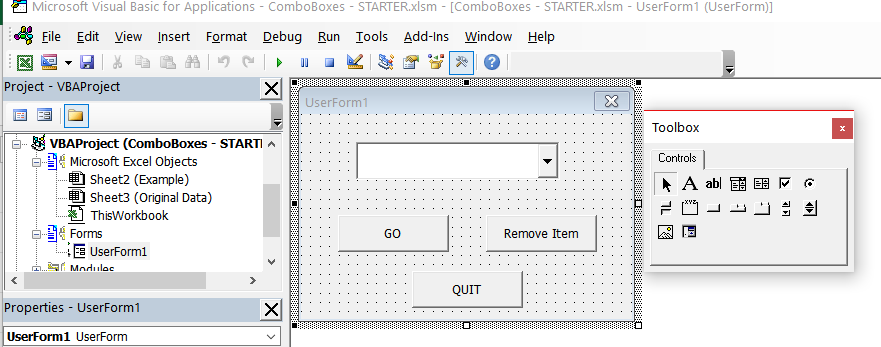 Microsoft Visual Basic for Applications - ComboBoxes - STARTER.xlsm - [ComboBoxes - STARTER.xlsm - UserForm1 (UserForm)]
File Edit View Insert Format Debug Run Tools Add-Ins Window Help
Project - VBAProject
VBAProject (ComboBoxes - STAR
Microsoft Excel Objects
Sheet2 (Example)
Sheet3 (Original Data)
ThisWorkbook
Forms
UserForm1
Modules
Properties - UserForm1
UserForm1 UserForm
UserForm1
GO
Remove Item
QUIT
Toolbox
x
Controls
A
abl
xyz